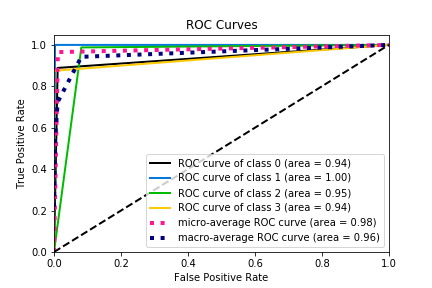 ROC Curves
True Positive Rate
1.0
0.8
0.6
0.4
0.2
0.0
ROC curve of class 0 (area = 0.94)
ROC curve of class 1 (area = 1.00)
ROC curve of class 2 (area = 0.95)
ROC curve of class 3 (area = 0.94)
micro-average ROC curve (area = 0.98)
macro-average ROC curve (area = 0.96)
0.0 0.2 0.4 0.6 0.8 1.0
False Positive Rate